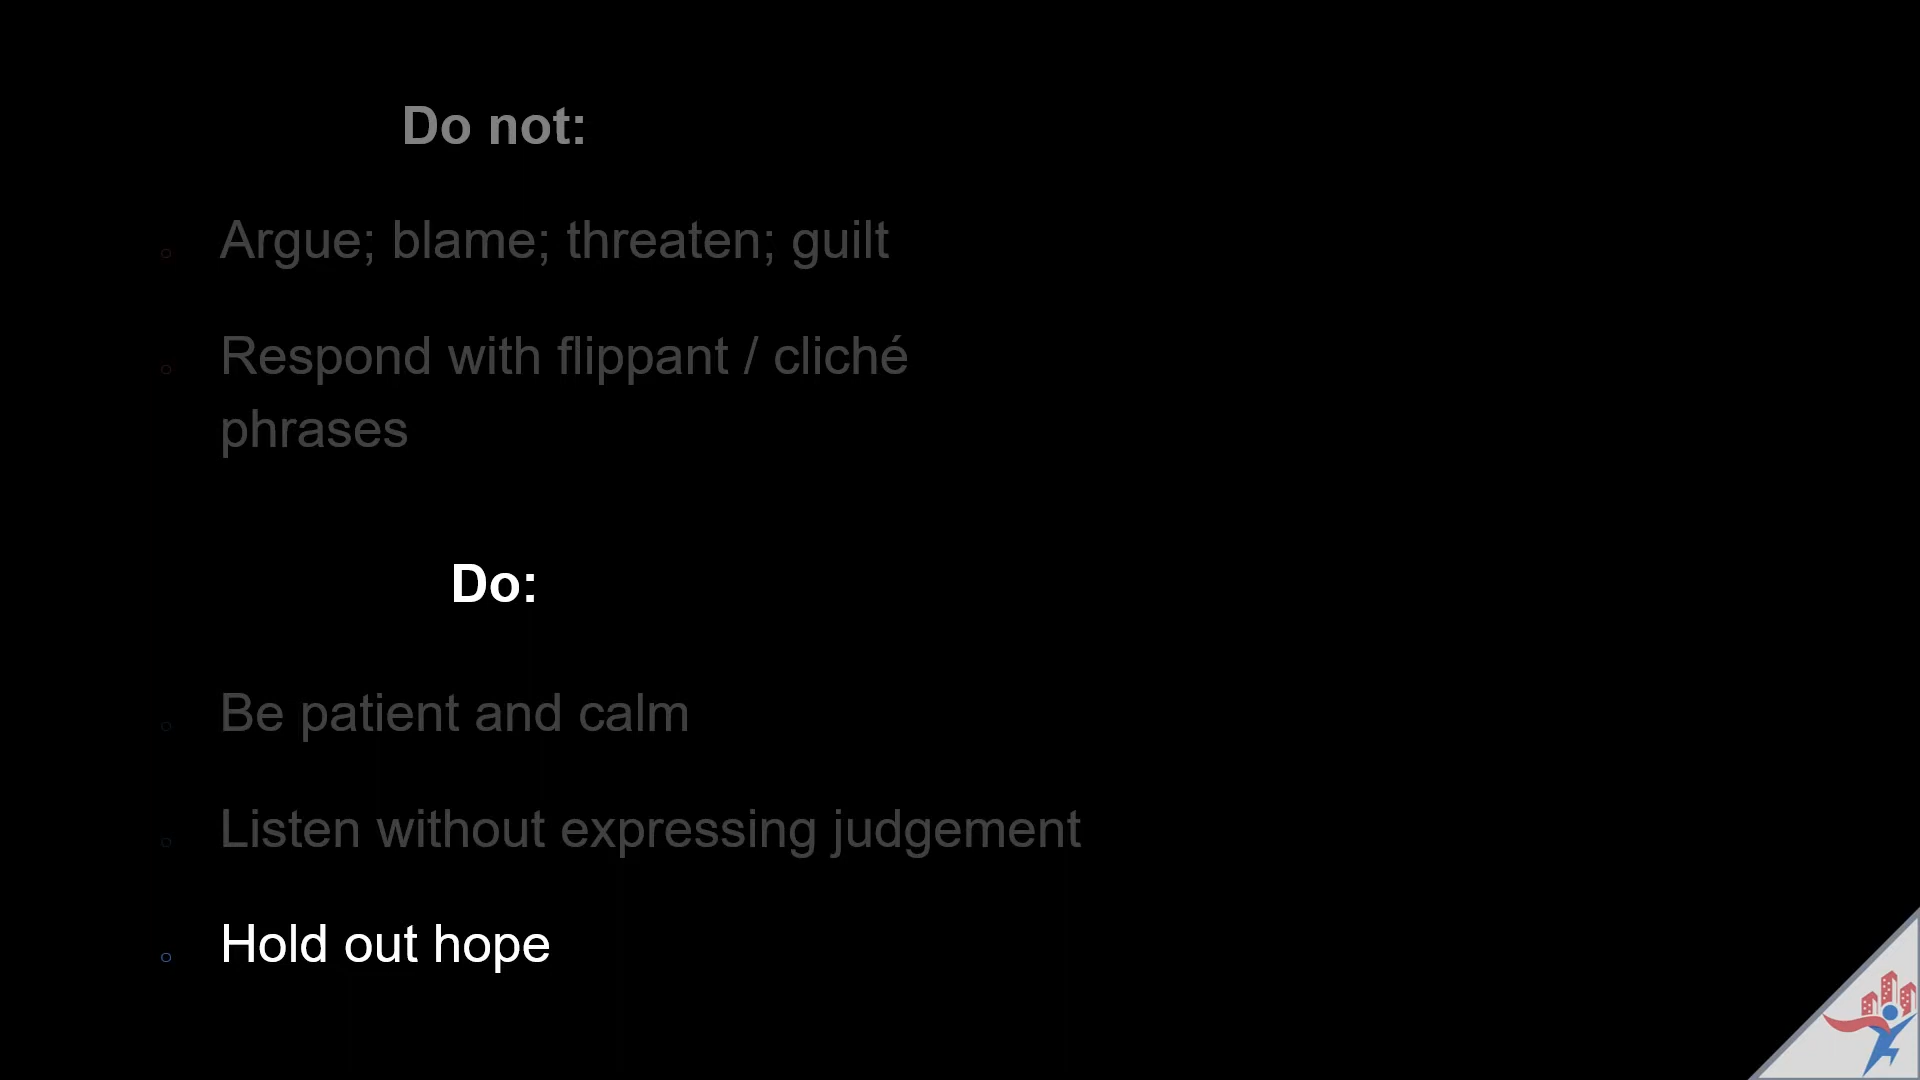 Do not:
Argue; blame; threaten; guilt
Respond with flippant / cliché
phrases
Do:
Be patient and calm
Listen without expressing judgement
Hold out hope